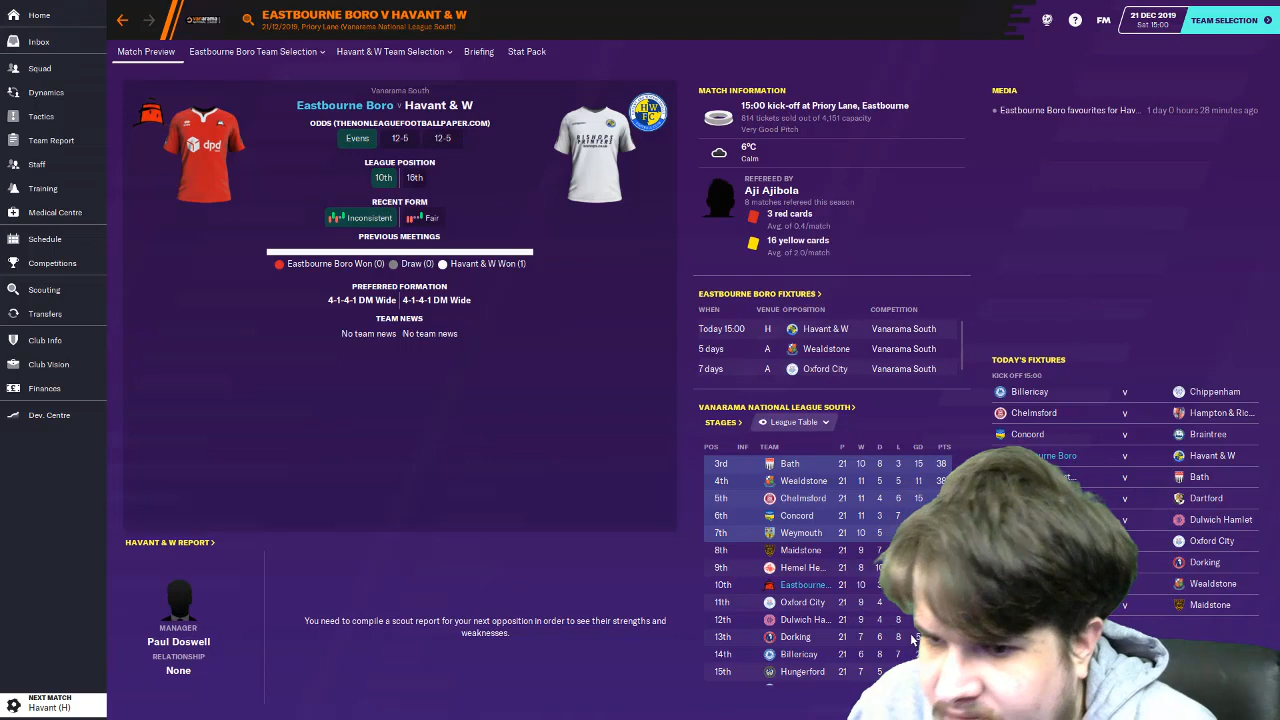 EASTBOURNE BORO V HAVANT & W
21/12/2019, Priory Lane (Vanarama National League South)
FM
21 DEC 2019
Sat 15:00
TEAM SELECTION
Home
Inbox
Squad
Dynamics
Tactics
Team Report
Staff
Training
Medical Centre
Schedule
Competitions
Scouting
Transfers
Club Info
Club Vision
Finances
Dev. Centre
NEXT MATCH
Havant (H)
Match Preview
Eastbourne Boro Team Selection
Havant & W Team Selection
Briefing
Stat Pack
Vanarama South
Eastbourne Boro v Havant & W
ODDS (THENONLEAGUEFOOTBALLPAPER.COM)
Evens 12-5 12-5
LEAGUE POSITION
10th 16th
RECENT FORM
Inconsistent Fair
PREVIOUS MEETINGS
Eastbourne Boro Won (0) Draw (0) Havant & W Won (1)
PREFERRED FORMATION
4-1-4-1 DM Wide 4-1-4-1 DM Wide
TEAM NEWS
No team news No team news
dpd
BISHOPS PRINTERS
HAVANT & W REPORT
MANAGER
Paul Doswell
RELATIONSHIP
None
You need to compile a scout report for your next opposition in order to see their strengths and
weaknesses.
MATCH INFORMATION
15:00 kick-off at Priory Lane, Eastbourne
814 tickets sold out of 4,151 capacity
Very Good Pitch
6°C
Calm
REFEREED BY
Aji Ajibola
8 matches refereed this season
3 red cards
Avg. of 0.4/match
16 yellow cards
Avg. of 2.0/match
EASTBOURNE BORO FIXTURES
WHEN VENUE OPPOSITION COMPETITION
Today 15:00 H Havant & W Vanarama South
5 days A Wealdstone Vanarama South
7 days A Oxford City Vanarama South
VANARAMA NATIONAL LEAGUE SOUTH
STAGES League Table
POS INF TEAM P W D L GD PTS
3rd Bath 21 10 8 3 15 38
4th Wealdstone 21 11 5 5 11 38
5th Chelmsford 21 11 4 6 15
6th Concord 21 11 3 7
7th Weymouth 21 10 5
8th Maidstone 21 9 7
9th Hemel He... 21 8 10
10th Eastbourne... 21 10 3
11th Oxford City 21 9 4
12th Dulwich Ha... 21 9 4 8
13th Dorking 21 7 6 8
14th Billericay 21 6 8 7
15th Hungerford 21 7 5
MEDIA
Eastbourne Boro favourites for Hav... 1 day 0 hours 28 minutes ago
TODAY'S FIXTURES
KICK OFF 15:00
Billericay v Chippenham
Chelmsford v Hampton & Ric...
Concord v Braintree
v Havant & W
v Bath
v Dartford
v Dulwich Hamlet
Oxford City
Dorking
v Wealdstone
v Maidstone